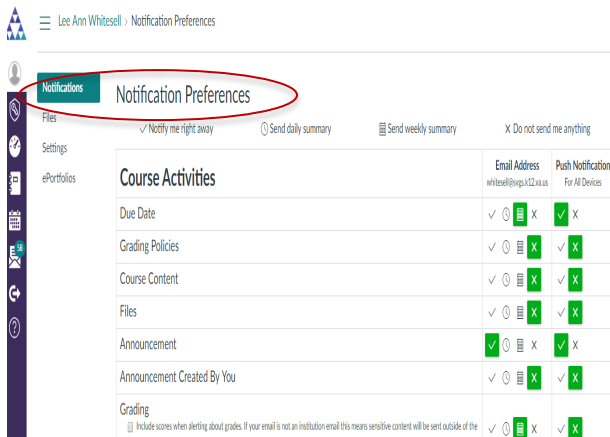 Lee Ann Whitesell › Notification Preferences
Notifications
Files
Settings
ePortfolios
58
Notification Preferences
✓ Notify me right away Send daily summary Send weekly summary X Do not send me anything
Course Activities Email Address Push Notification
whitesell@svgs.k12.va.us For All Devices
Due Date
Grading Policies
Course Content
Files
Announcement
Announcement Created By You
Grading
Include scores when alerting about grades. If your email is not an institution email this means sensitive content will be sent outside of the